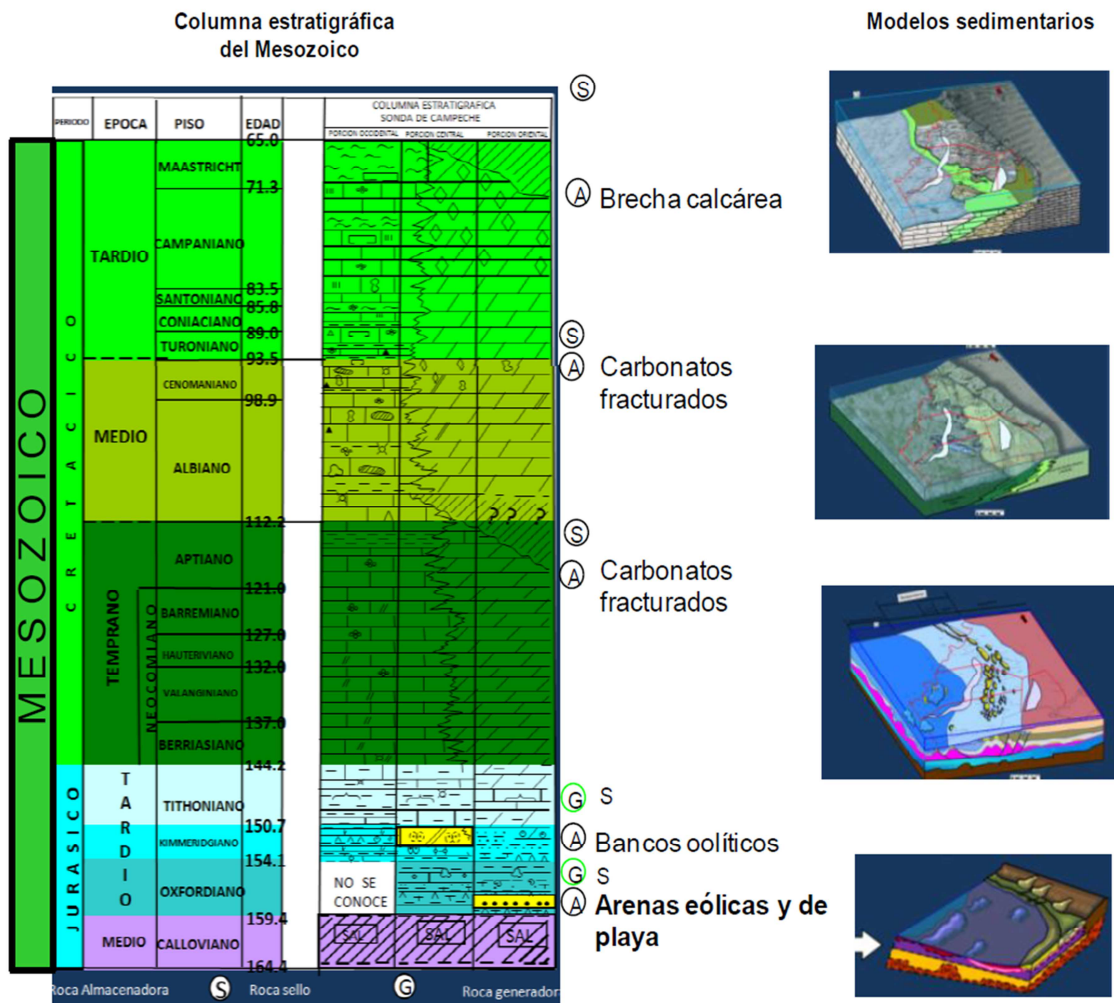 Columna estratigráfica
del Mesozoico
Modelos sedimentarios
S
COLUMNA ESTRATIGRAFICA
SONDA DE CAMPECHE
PERIODO EPOCA PISO EDAD PORCION OCCIDENTAL PORCION CENTRAL PORCION ORIENTAL
65.0
MAASTRICHT
71.3
A Brecha calcárea
CAMPANIANO
TARDIO
83.5
SANTONIANO
85.8
CONIACIANO
S
89.0
TURONIANO
93.5
A Carbonatos
fracturados
CENOMANIANO
98.9
MEDIO
ALBIANO
? ? ?
112.2
S
APTIANO
A Carbonatos
fracturados
121.0
BARREMIANO
127.0
HAUTERIVIANO
132.0
VALANGINIANO
137.0
BERRIASIANO
144.2
TEMPRANO
NEOCOMIANO
CRETACICO
MESOZOICO
TITHONIANO
G S
150.7
KIMMERIDGIANO
A Bancos oolíticos
154.1
G S
OXFORDIANO
NO SE
CONOCE
A Arenas eólicas y de
playa
159.4
TARDIO
JURASICO
MEDIO CALLOVIANO SAL SAL SAL
164.4
Roca Almacenadora S Roca sello G Roca generadora